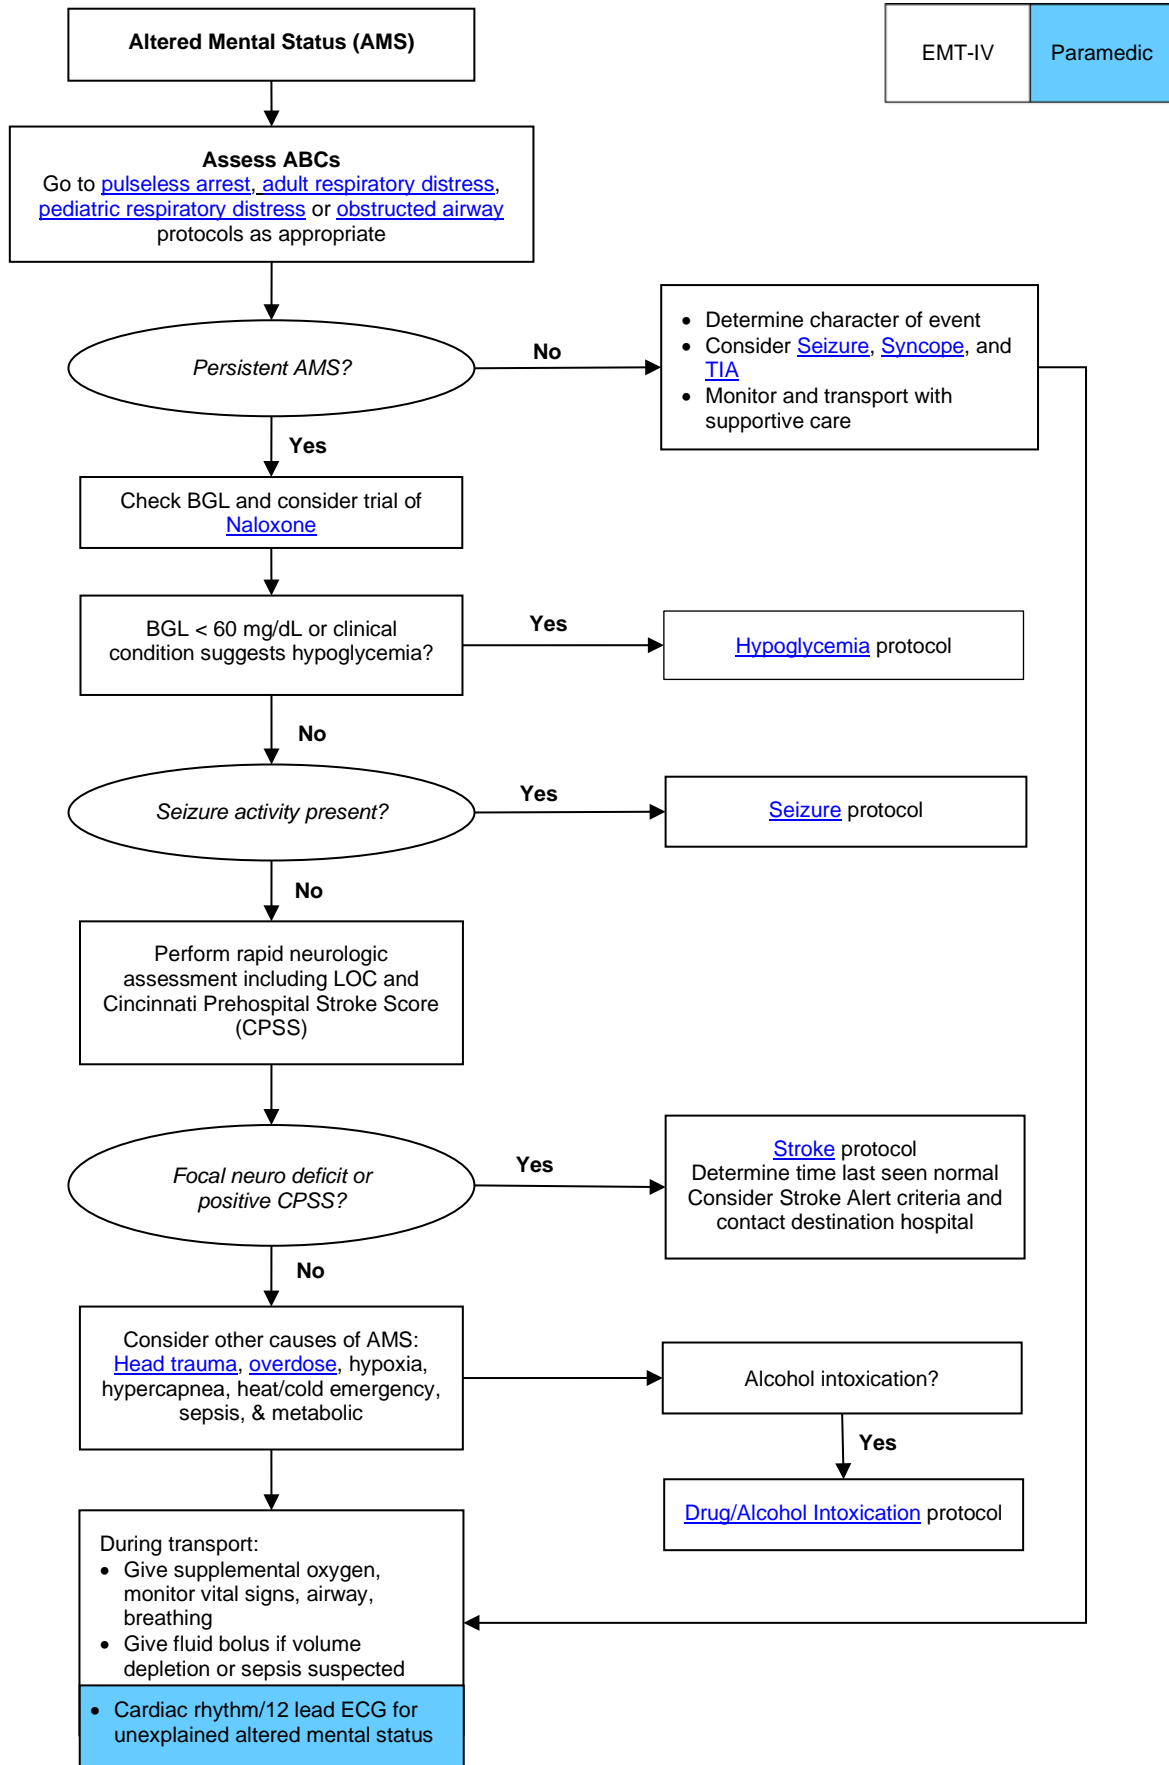 Altered Mental Status (AMS)
EMT-IV
Paramedic
Assess ABCs
Go to pulseless arrest, adult respiratory distress,
pediatric respiratory distress or obstructed airway
protocols as appropriate
Persistent AMS?
No
• Determine character of event
• Consider Seizure, Syncope, and
TIA
• Monitor and transport with
supportive care
Yes
Check BGL and consider trial of
Naloxone
BGL < 60 mg/dL or clinical
condition suggests hypoglycemia?
Yes
Hypoglycemia protocol
No
Seizure activity present?
Yes
Seizure protocol
No
Perform rapid neurologic
assessment including LOC and
Cincinnati Prehospital Stroke Score
(CPSS)
Focal neuro deficit or
positive CPSS?
Yes
Stroke protocol
Determine time last seen normal
Consider Stroke Alert criteria and
contact destination hospital
No
Consider other causes of AMS:
Head trauma, overdose, hypoxia,
hypercapnea, heat/cold emergency,
sepsis, & metabolic
Alcohol intoxication?
Yes
Drug/Alcohol Intoxication protocol
During transport:
• Give supplemental oxygen,
monitor vital signs, airway,
breathing
• Give fluid bolus if volume
depletion or sepsis suspected
• Cardiac rhythm/12 lead ECG for
unexplained altered mental status